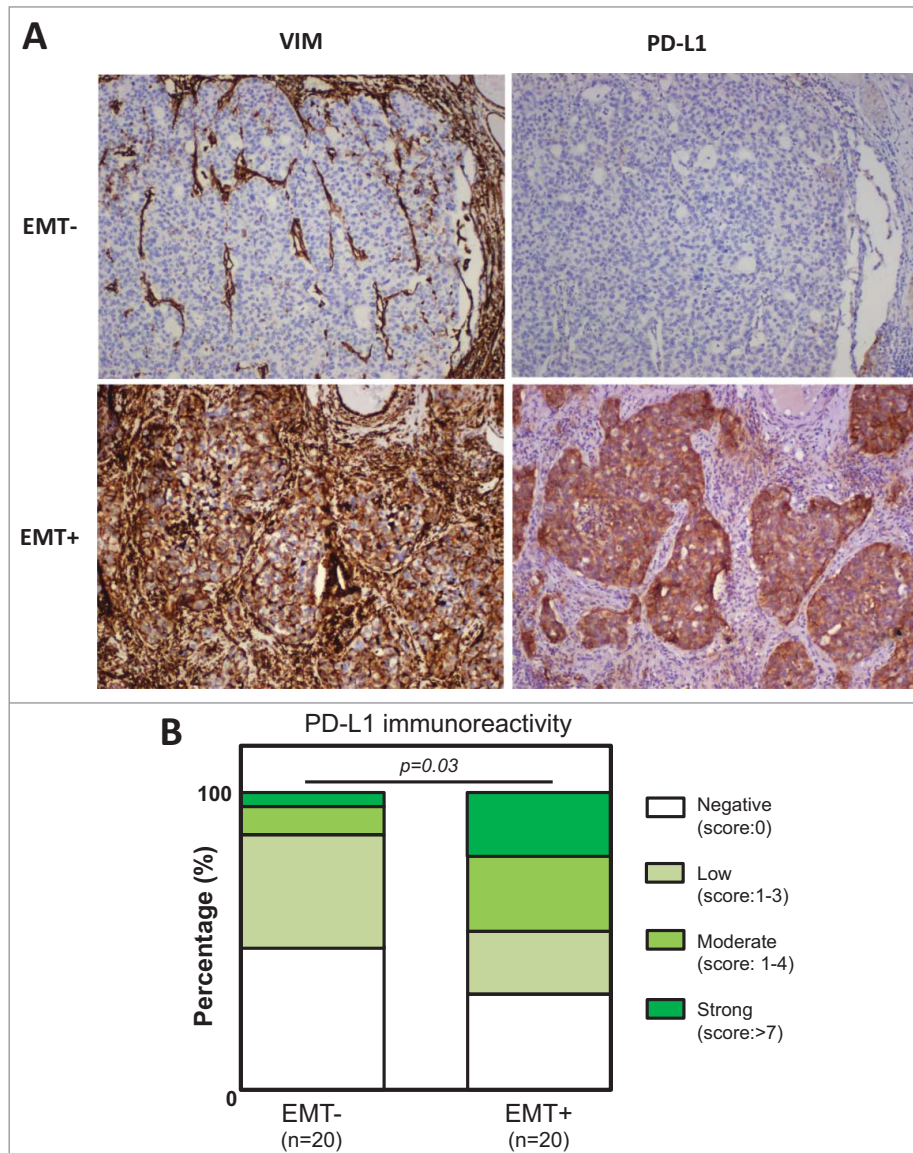 A
VIM
PD-L1
EMT-
EMT+
B
PD-L1 immunoreactivity
p=0.03
100
Percentage (%)
0
EMT-
(n=20)
EMT+
(n=20)
Negative
(score:0)
Low
(score:1-3)
Moderate
(score: 1-4)
Strong
(score:>7)